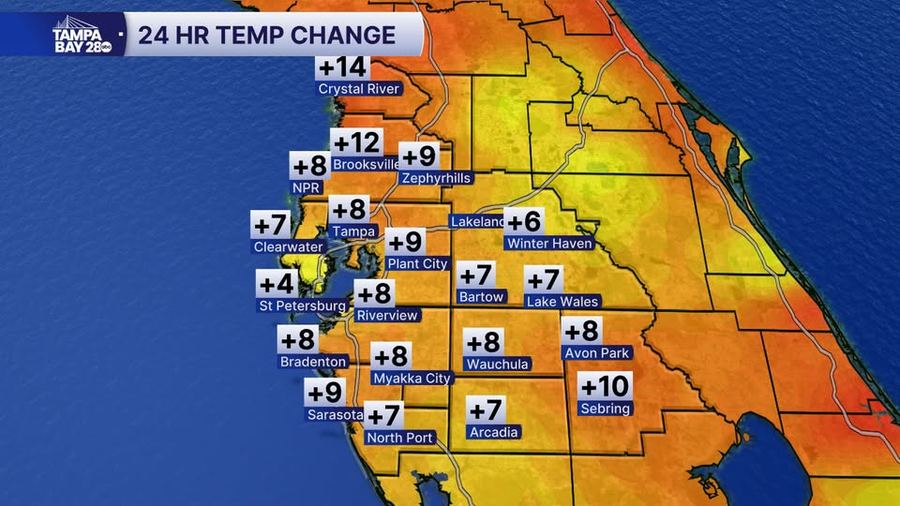 TAMPA
BAY 28 abc
24 HR TEMP CHANGE
+14
Crystal River
+12
Brooksville
+9
Zephyrhills
+8
NPR
+8
Tampa
+7
Clearwater
Lakeland
+6
Winter Haven
+9
Plant City
+4
St Petersburg
+8
Riverview
+7
Bartow
+7
Lake Wales
+8
Bradenton
+8
Myakka City
+8
Wauchula
+8
Avon Park
+9
Sarasota
+7
North Port
+7
Arcadia
+10
Sebring